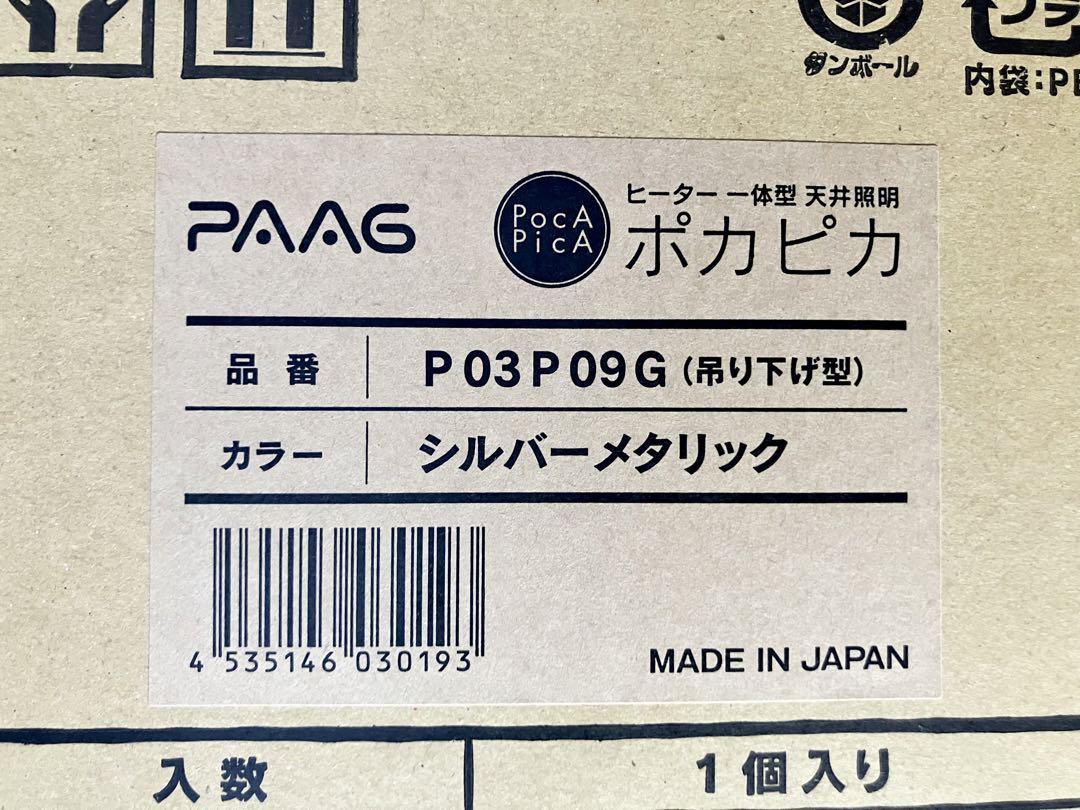 ダンボール
内袋:PE
PAAG
PocA
PicA
ヒーター 一体型 天井照明
ポカピカ
品番 P03P09G (吊り下げ型)
カラー シルバーメタリック
4 535146 030193
MADE IN JAPAN
入数 1個入り